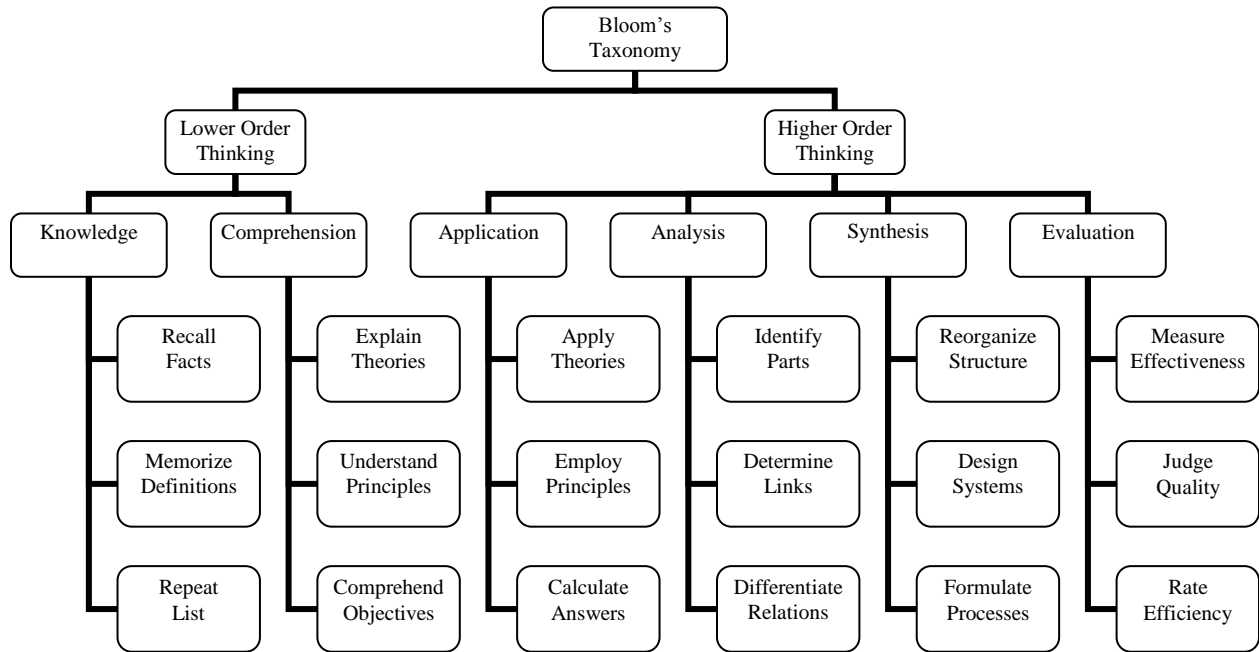 Bloom’s
Taxonomy
Lower Order
Thinking
Higher Order
Thinking
Knowledge
Comprehension
Application
Analysis
Synthesis
Evaluation
Recall
Facts
Explain
Theories
Apply
Theories
Identify
Parts
Reorganize
Structure
Measure
Effectiveness
Memorize
Definitions
Understand
Principles
Employ
Principles
Determine
Links
Design
Systems
Judge
Quality
Repeat
List
Comprehend
Objectives
Calculate
Answers
Differentiate
Relations
Formulate
Processes
Rate
Efficiency